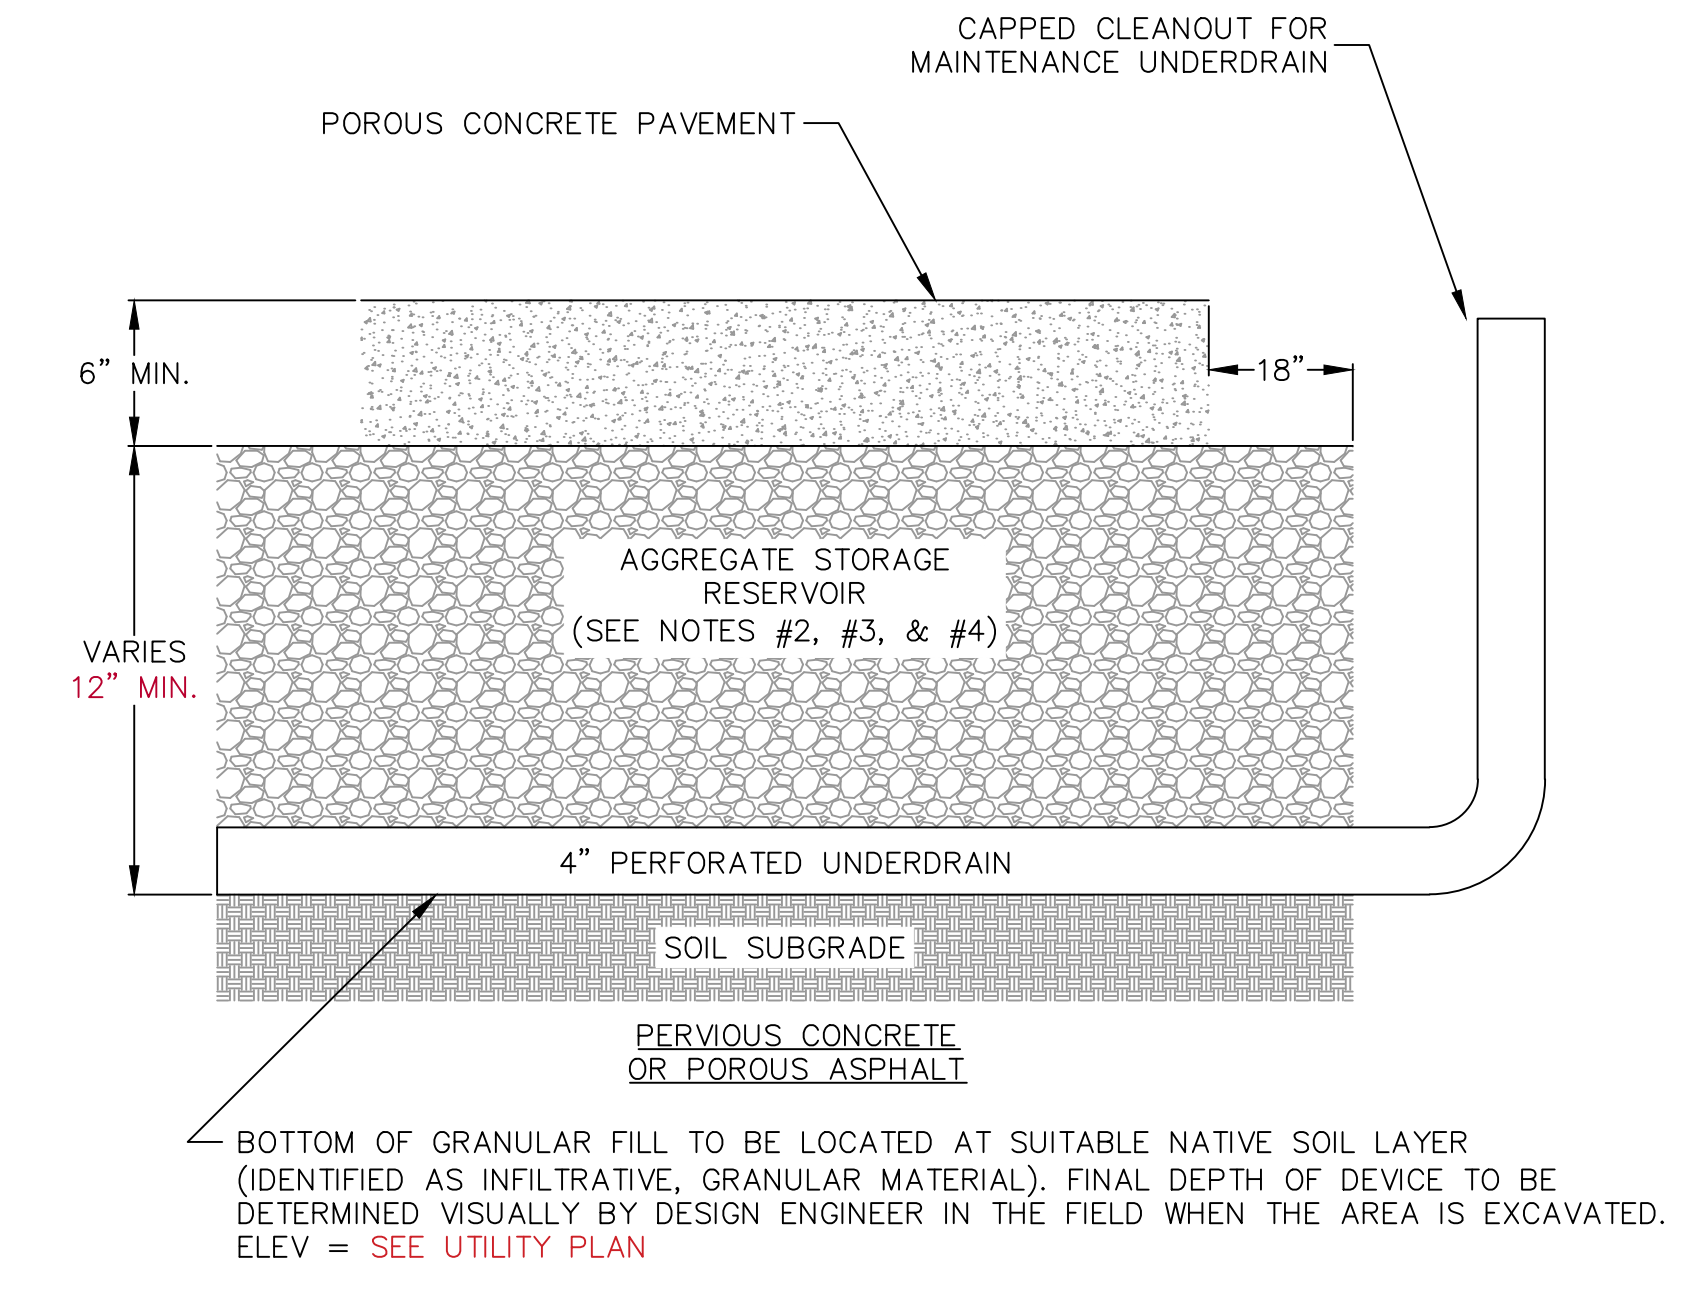 CAPPED CLEANOUT FOR
MAINTENANCE UNDERDRAIN
POROUS CONCRETE PAVEMENT
6” MIN.
18”
AGGREGATE STORAGE
RESERVOIR
(SEE NOTES #2, #3, & #4)
VARIES
12” MIN.
4” PERFORATED UNDERDRAIN
SOIL SUBGRADE
PERVIOUS CONCRETE
OR POROUS ASPHALT
BOTTOM OF GRANULAR FILL TO BE LOCATED AT SUITABLE NATIVE SOIL LAYER
(IDENTIFIED AS INFILTRATIVE, GRANULAR MATERIAL). FINAL DEPTH OF DEVICE TO BE
DETERMINED VISUALLY BY DESIGN ENGINEER IN THE FIELD WHEN THE AREA IS EXCAVATED.
ELEV = SEE UTILITY PLAN